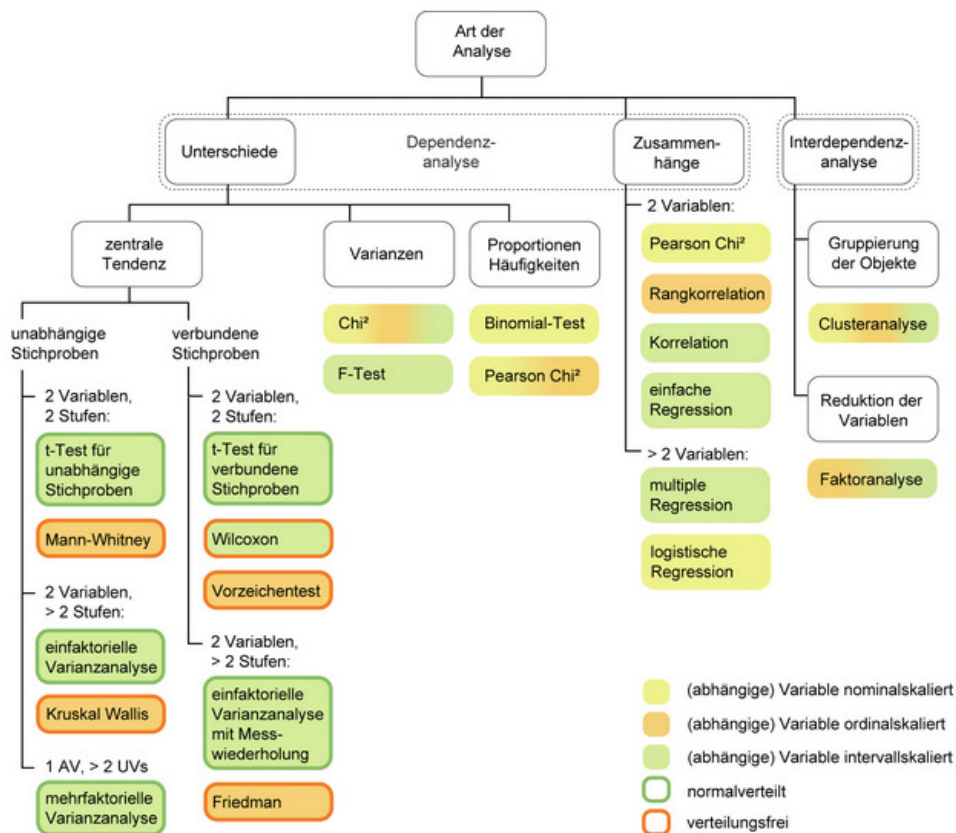 Art der
Analyse
Unterschiede
Dependenz-
analyse
Zusammen-
hänge
Interdependenz-
analyse
zentrale
Tendenz
Varianzen
Proportionen
Häufigkeiten
2 Variablen:
Pearson Chi²
Rangkorrelation
Korrelation
einfache
Regression
> 2 Variablen:
multiple
Regression
logistische
Regression
Gruppierung
der Objekte
Clusteranalyse
Reduktion der
Variablen
Faktoranalyse
Chi²
F-Test
Binomial-Test
Pearson Chi²
unabhängige
Stichproben
2 Variablen,
2 Stufen:
t-Test für
unabhängige
Stichproben
Mann-Whitney
2 Variablen,
> 2 Stufen:
einfaktorielle
Varianzanalyse
Kruskal Wallis
1 AV, > 2 UVs
mehrfaktorielle
Varianzanalyse
verbundene
Stichproben
2 Variablen,
2 Stufen:
t-Test für
verbundene
Stichproben
Wilcoxon
Vorzeichentest
2 Variablen,
> 2 Stufen:
einfaktorielle
Varianzanalyse
mit Mess-
wiederholung
Friedman
(abhängige) Variable nominalskaliert
(abhängige) Variable ordinalskaliert
(abhängige) Variable intervallskaliert
normalverteilt
verteilungsfrei